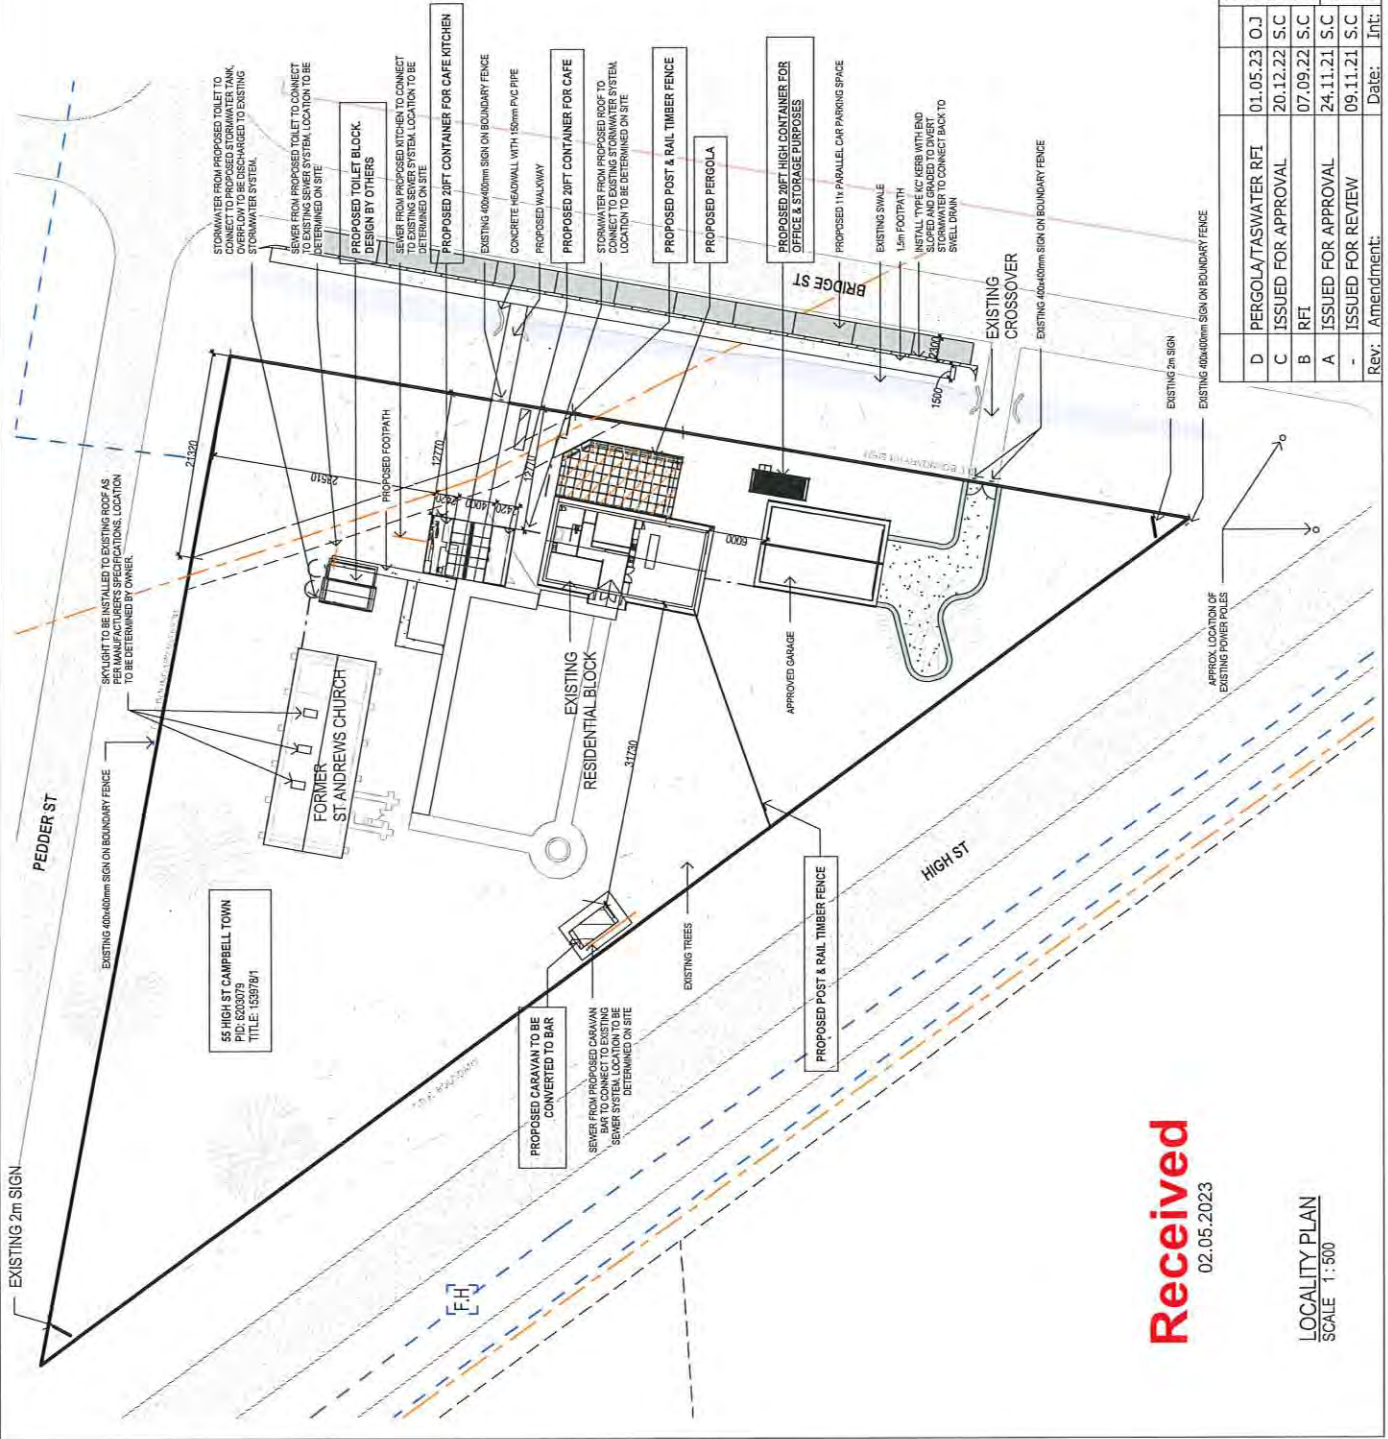 EXISTING 2m SIGN
PEDDER ST
EXISTING 400x400mm SIGN ON BOUNDARY FENCE
SKYLIGHT TO BE INSTALLED TO EXISTING ROOF AS
PER MANUFACTURER'S SPECIFICATIONS, LOCATION
TO BE DETERMINED BY OWNER.
21320
23510
12770
12770
2420
4000
2420
PROPOSED FOOTPATH
STORMWATER FROM PROPOSED TOILET TO
CONNECT TO PROPOSED STORMWATER TANK,
OVERFLOW TO BE DISCHARGED TO EXISTING
STORMWATER SYSTEM.
SEWER FROM PROPOSED TOILET TO CONNECT
TO EXISTING SEWER SYSTEM, LOCATION TO BE
DETERMINED ON SITE
PROPOSED TOILET BLOCK.
DESIGN BY OTHERS
SEWER FROM PROPOSED KITCHEN TO CONNECT
TO EXISTING SEWER SYSTEM, LOCATION TO BE
DETERMINED ON SITE
PROPOSED 20FT CONTAINER FOR CAFE KITCHEN
EXISTING 400x400mm SIGN ON BOUNDARY FENCE
CONCRETE HEADWALL WITH 150mm PVC PIPE
PROPOSED WALKWAY
PROPOSED 20FT CONTAINER FOR CAFE
STORMWATER FROM PROPOSED ROOF TO
CONNECT TO EXISTING STORMWATER SYSTEM,
LOCATION TO BE DETERMINED ON SITE
PROPOSED POST & RAIL TIMBER FENCE
PROPOSED PERGOLA
PROPOSED 20FT HIGH CONTAINER FOR
OFFICE & STORAGE PURPOSES
PROPOSED 11x PARALLEL CAR PARKING SPACE
EXISTING SWALE
1.5m FOOTPATH
INSTALL 'TYPE KC' KERB WITH END
SLOPED AND GRADED TO DIVERT
STORMWATER TO CONNECT BACK TO
SWELL DRAIN
BRIDGE ST
EXISTING
CROSSOVER
EXISTING 400x400mm SIGN ON BOUNDARY FENCE
2300
1500
EXISTING 2m SIGN
EXISTING 400x400mm SIGN ON BOUNDARY FENCE
FORMER
ST ANDREWS CHURCH
EXISTING
RESIDENTIAL BLOCK
31730
6000
APPROVED GARAGE
APPROX. LOCATION OF
EXISTING POWER POLES
55 HIGH ST CAMPBELL TOWN
PID: 6203079
TITLE: 153978/1
PROPOSED CARAVAN TO BE
CONVERTED TO BAR
SEWER FROM PROPOSED CARAVAN
BAR TO CONNECT TO EXISTING
SEWER SYSTEM, LOCATION TO BE
DETERMINED ON SITE
EXISTING TREES
PROPOSED POST & RAIL TIMBER FENCE
HIGH ST
F.H
Received
02.05.2023
LOCALITY PLAN
SCALE 1 : 500
D PERGOLA/TASWATER RFI 01.05.23 O.J
C ISSUED FOR APPROVAL 20.12.22 S.C
B RFI 07.09.22 S.C
A ISSUED FOR APPROVAL 24.11.21 S.C
- ISSUED FOR REVIEW 09.11.21 S.C
Rev: Amendment: Date: Int: